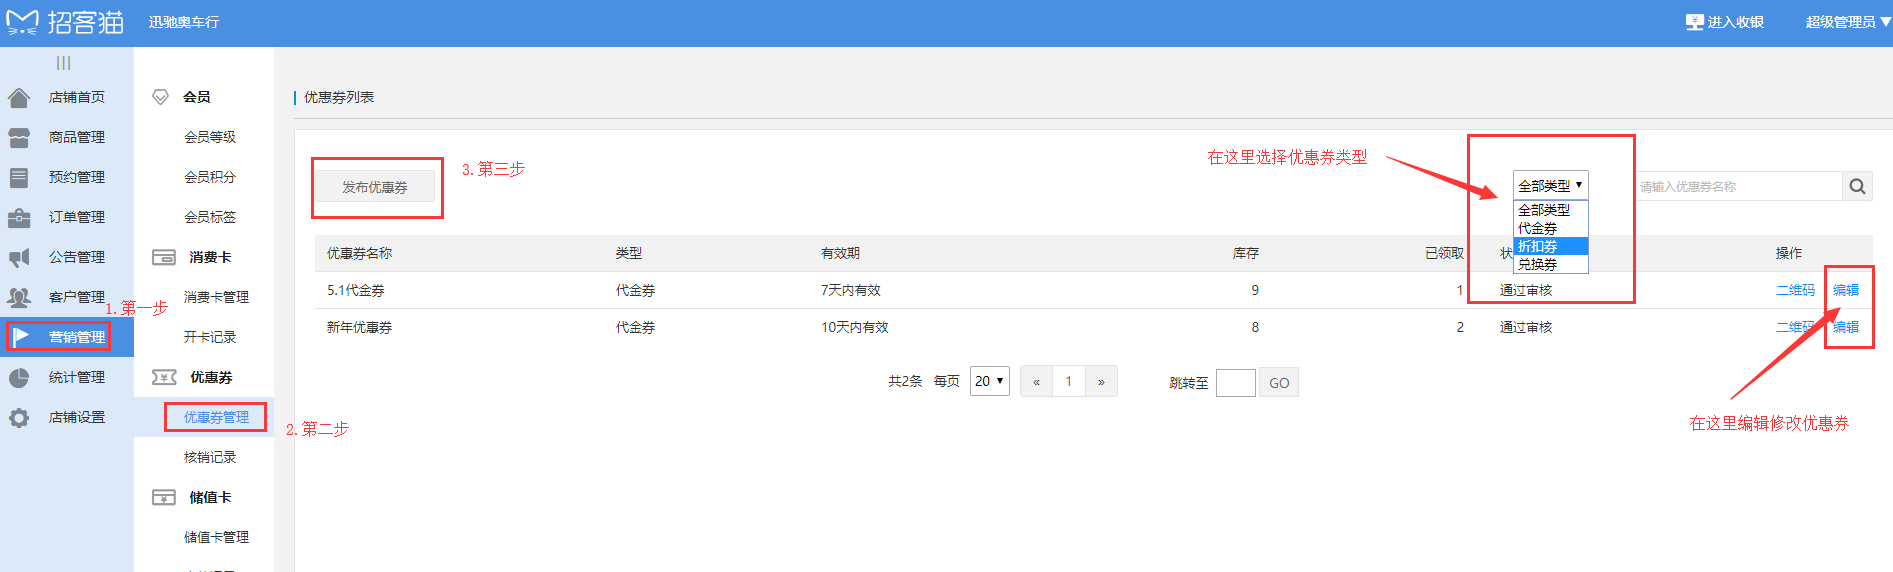 招客猫
迅驰奥车行
进入收银
超级管理员 ▼
店铺首页
商品管理
预约管理
订单管理
公告管理
客户管理
1. 第一步
营销管理
统计管理
店铺设置
会员
会员等级
会员积分
会员标签
消费卡
消费卡管理
开卡记录
优惠券
优惠券管理
2. 第二步
核销记录
储值卡
储值卡管理
优惠券列表
发布优惠券
3. 第三步
在这里选择优惠券类型
全部类型 ▼
请输入优惠券名称
全部类型
代金券
折扣券
兑换券
优惠券名称 类型 有效期 库存 已领取 状 操作
5.1代金券 代金券 7天内有效 9 1 通过审核 二维码 编辑
新年优惠券 代金券 10天内有效 8 2 通过审核 二维码 编辑
共2条 每页 20 ▼ « 1 » 跳转至 GO
在这里编辑修改优惠券